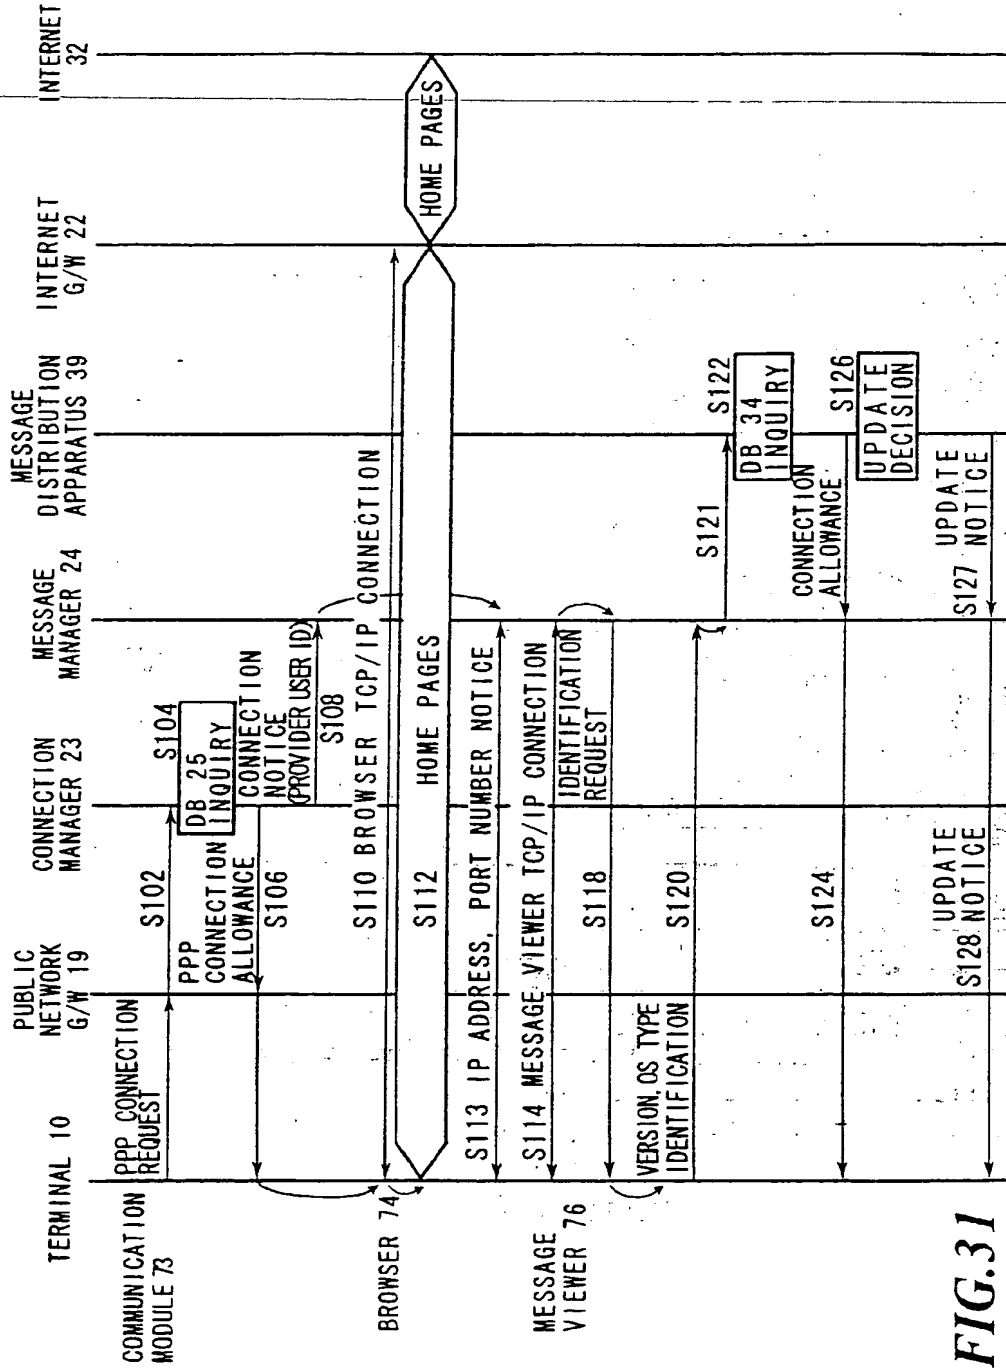 TERMINAL 10
PUBLIC
NETWORK
G/W 19
CONNECTION
MANAGER 23
MESSAGE
MANAGER 24
MESSAGE
DISTRIBUTION
APPARATUS 39
INTERNET
G/W 22
INTERNET
32
COMMUNICATION
MODULE 73
PPP CONNECTION
REQUEST
S102
S104
DB 25
INQUIRY
PPP
CONNECTION
ALLOWANCE
S106
CONNECTION
NOTICE
(PROVIDER USER ID)
S108
BROWSER 74
S110 BROWSER TCP/IP CONNECTION
S112
HOME PAGES
HOME PAGES
S113 IP ADDRESS, PORT NUMBER NOTICE
MESSAGE
VIEWER 76
S114 MESSAGE VIEWER TCP/IP CONNECTION
IDENTIFICATION
REQUEST
S118
VERSION, OS TYPE
IDENTIFICATION
S120
S121
S122
DB 34
INQUIRY
CONNECTION
ALLOWANCE
S124
S126
UPDATE
DECISION
UPDATE
S127 NOTICE
UPDATE
S128 NOTICE
FIG.31